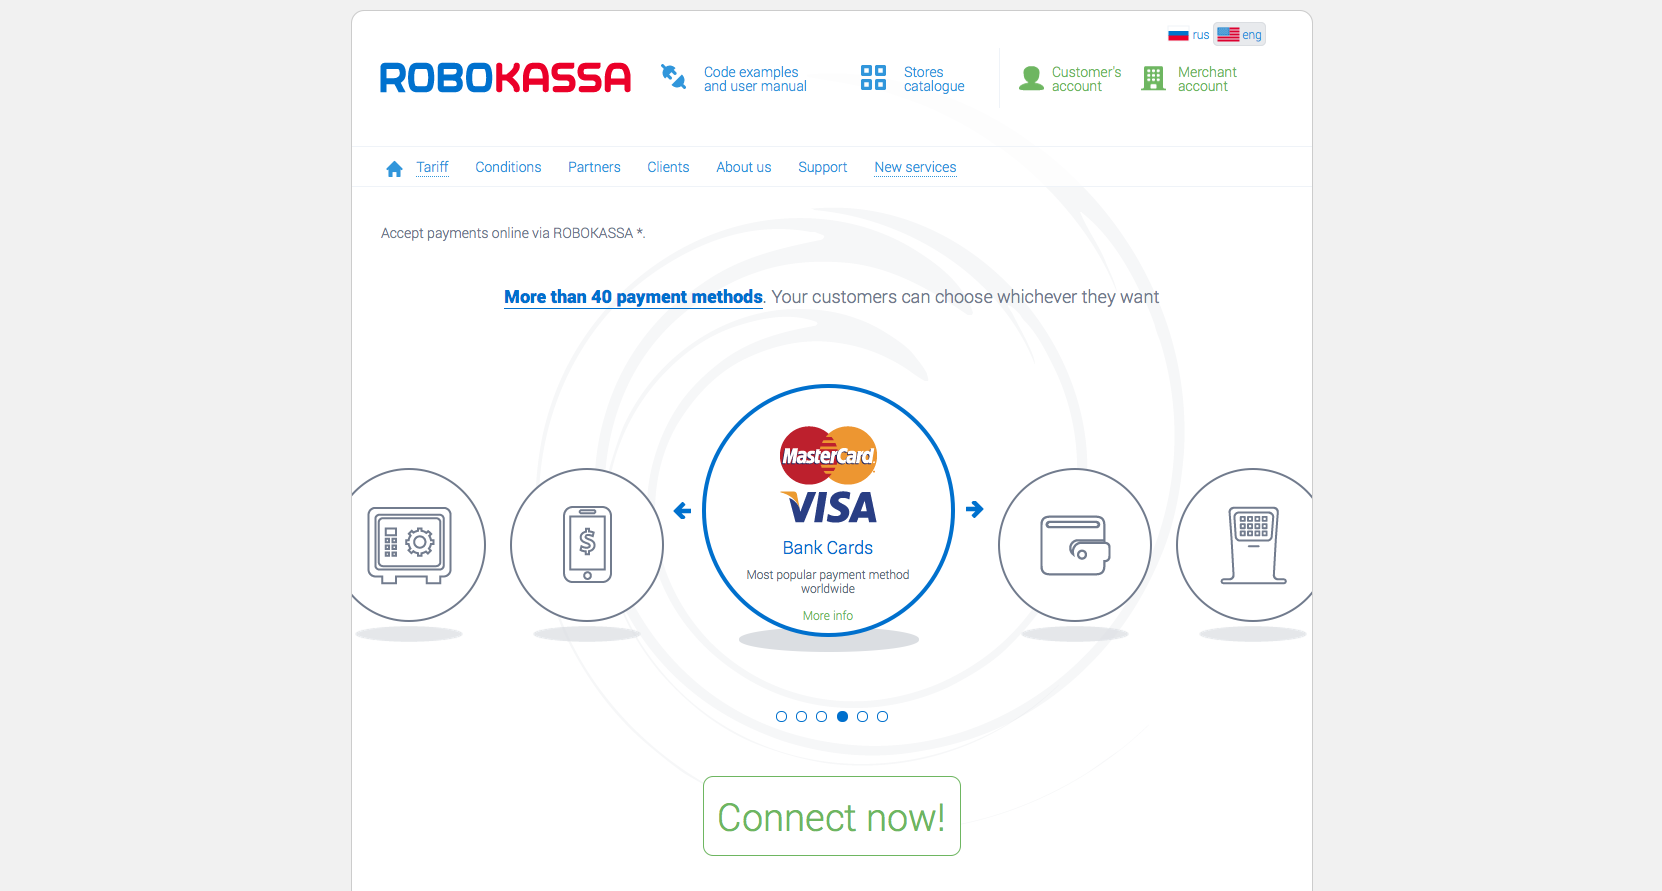 rus eng
ROBOKASSA
Code examples
and user manual
Stores
catalogue
Customer's
account
Merchant
account
Tariff Conditions Partners Clients About us Support New services
Accept payments online via ROBOKASSA *.
More than 40 payment methods. Your customers can choose whichever they want
MasterCard
VISA
$
Bank Cards
Most popular payment method
worldwide
More info
Connect now!